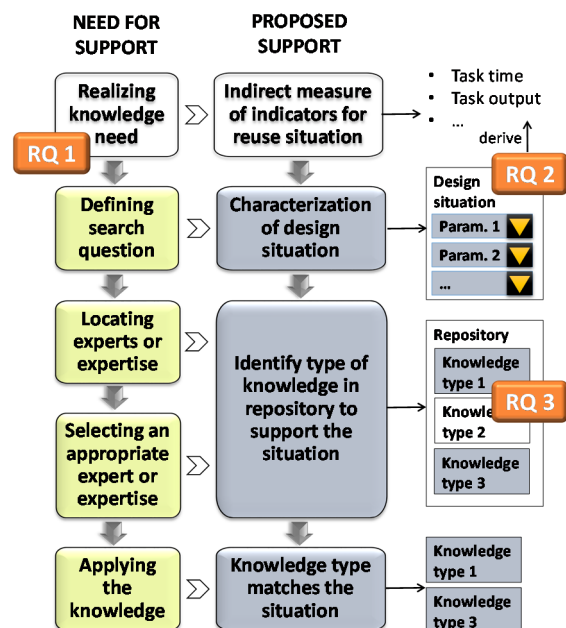 NEED FOR
SUPPORT
PROPOSED
SUPPORT
Realizing
knowledge
need
RQ 1
Indirect measure
of indicators for
reuse situation
▪ Task time
▪ Task output
▪ ...
derive
RQ 2
Defining
search
question
Characterization
of design
situation
Design
situation
Param. 1
Param. 2
...
Locating
experts or
expertise
Selecting an
appropriate
expert or
expertise
Identify type of
knowledge in
repository to
support the
situation
Repository
Knowledge
type 1
RQ 3
type 2
Knowledge
type 3
Applying
the
knowledge
Knowledge type
matches the
situation
Knowledge
type 1
Knowledge
type 3